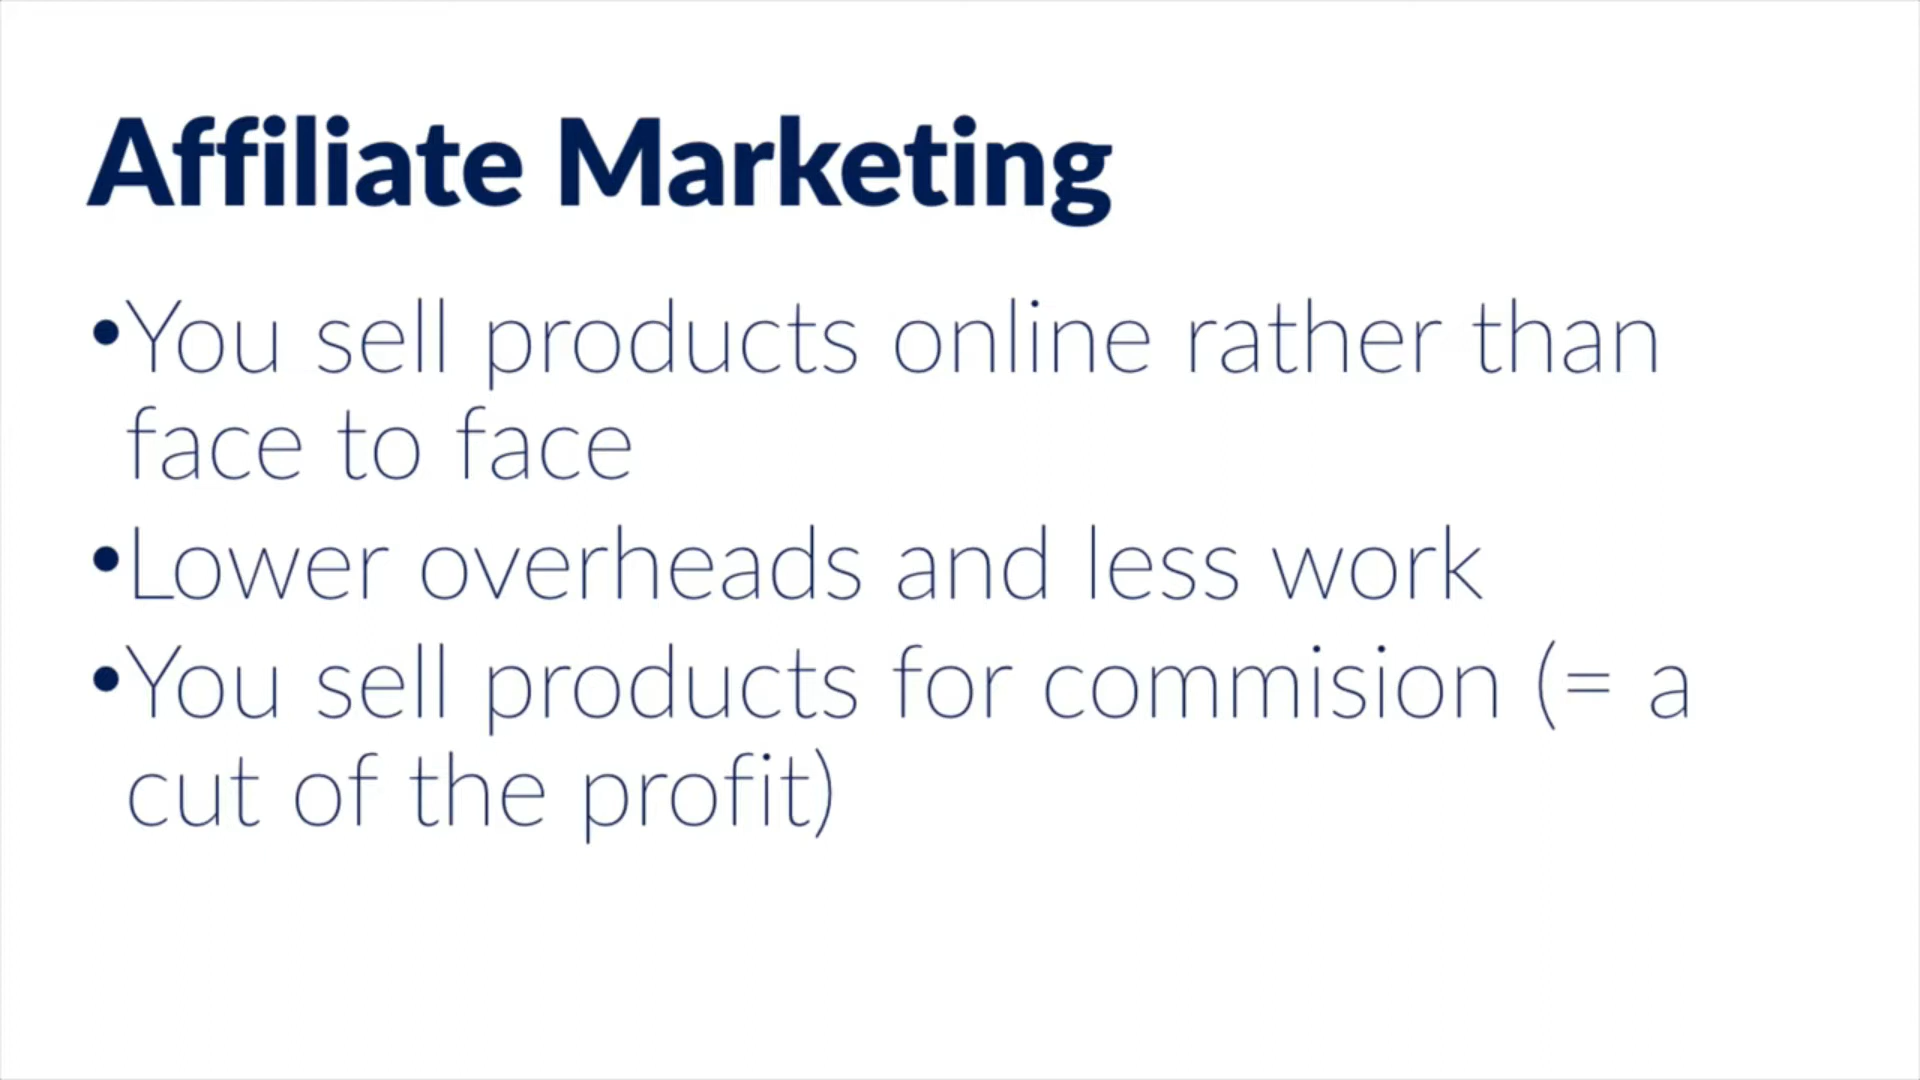 Affiliate Marketing
•You sell products online rather than
face to face
•Lower overheads and less work
•You sell products for commision (= a
cut of the profit)